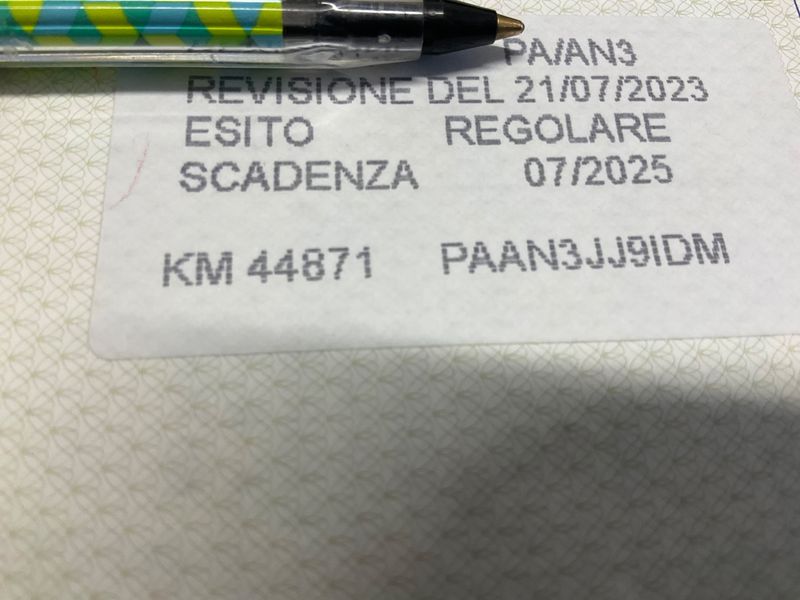 PA/AN3
REVISIONE DEL 21/07/2023
ESITO REGOLARE
SCADENZA 07/2025
KM 44871 PAAN3JJ9IDM